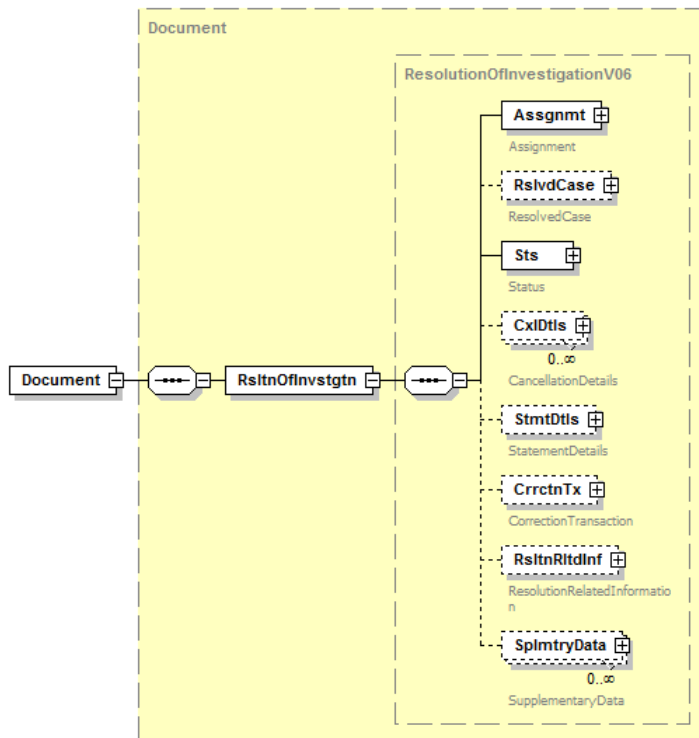 Document
ResolutionOfInvestigationV06
Assgnmt
Assignment
RslvdCase
ResolvedCase
Sts
Status
CxlDtls
0..∞
CancellationDetails
Document
RsltnOfInvstgtn
StmtDtls
StatementDetails
CrrctnTx
CorrectionTransaction
RsltnRltdInf
ResolutionRelatedInformatio
n
SplmtryData
0..∞
SupplementaryData